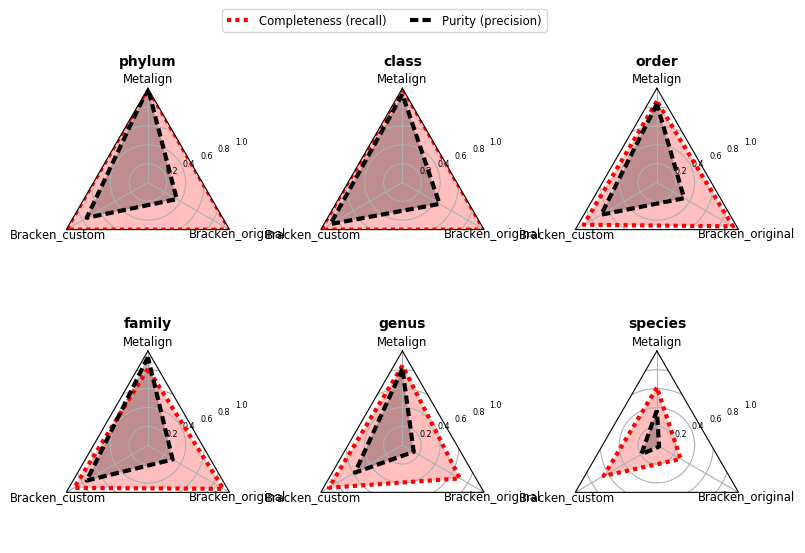 Completeness (recall) Purity (precision)
phylum class order
Metalign Metalign Metalign
1.0 1.0 1.0
0.8 0.8 0.8
0.6 0.6 0.6
0.4 0.4 0.4
0.2 0.2 0.2
Bracken_custom Bracken_original Bracken_custom Bracken_original Bracken_custom Bracken_original
family genus species
Metalign Metalign Metalign
1.0 1.0 1.0
0.8 0.8 0.8
0.6 0.6 0.6
0.4 0.4 0.4
0.2 0.2 0.2
Bracken_custom Bracken_original Bracken_custom Bracken_original Bracken_custom Bracken_original